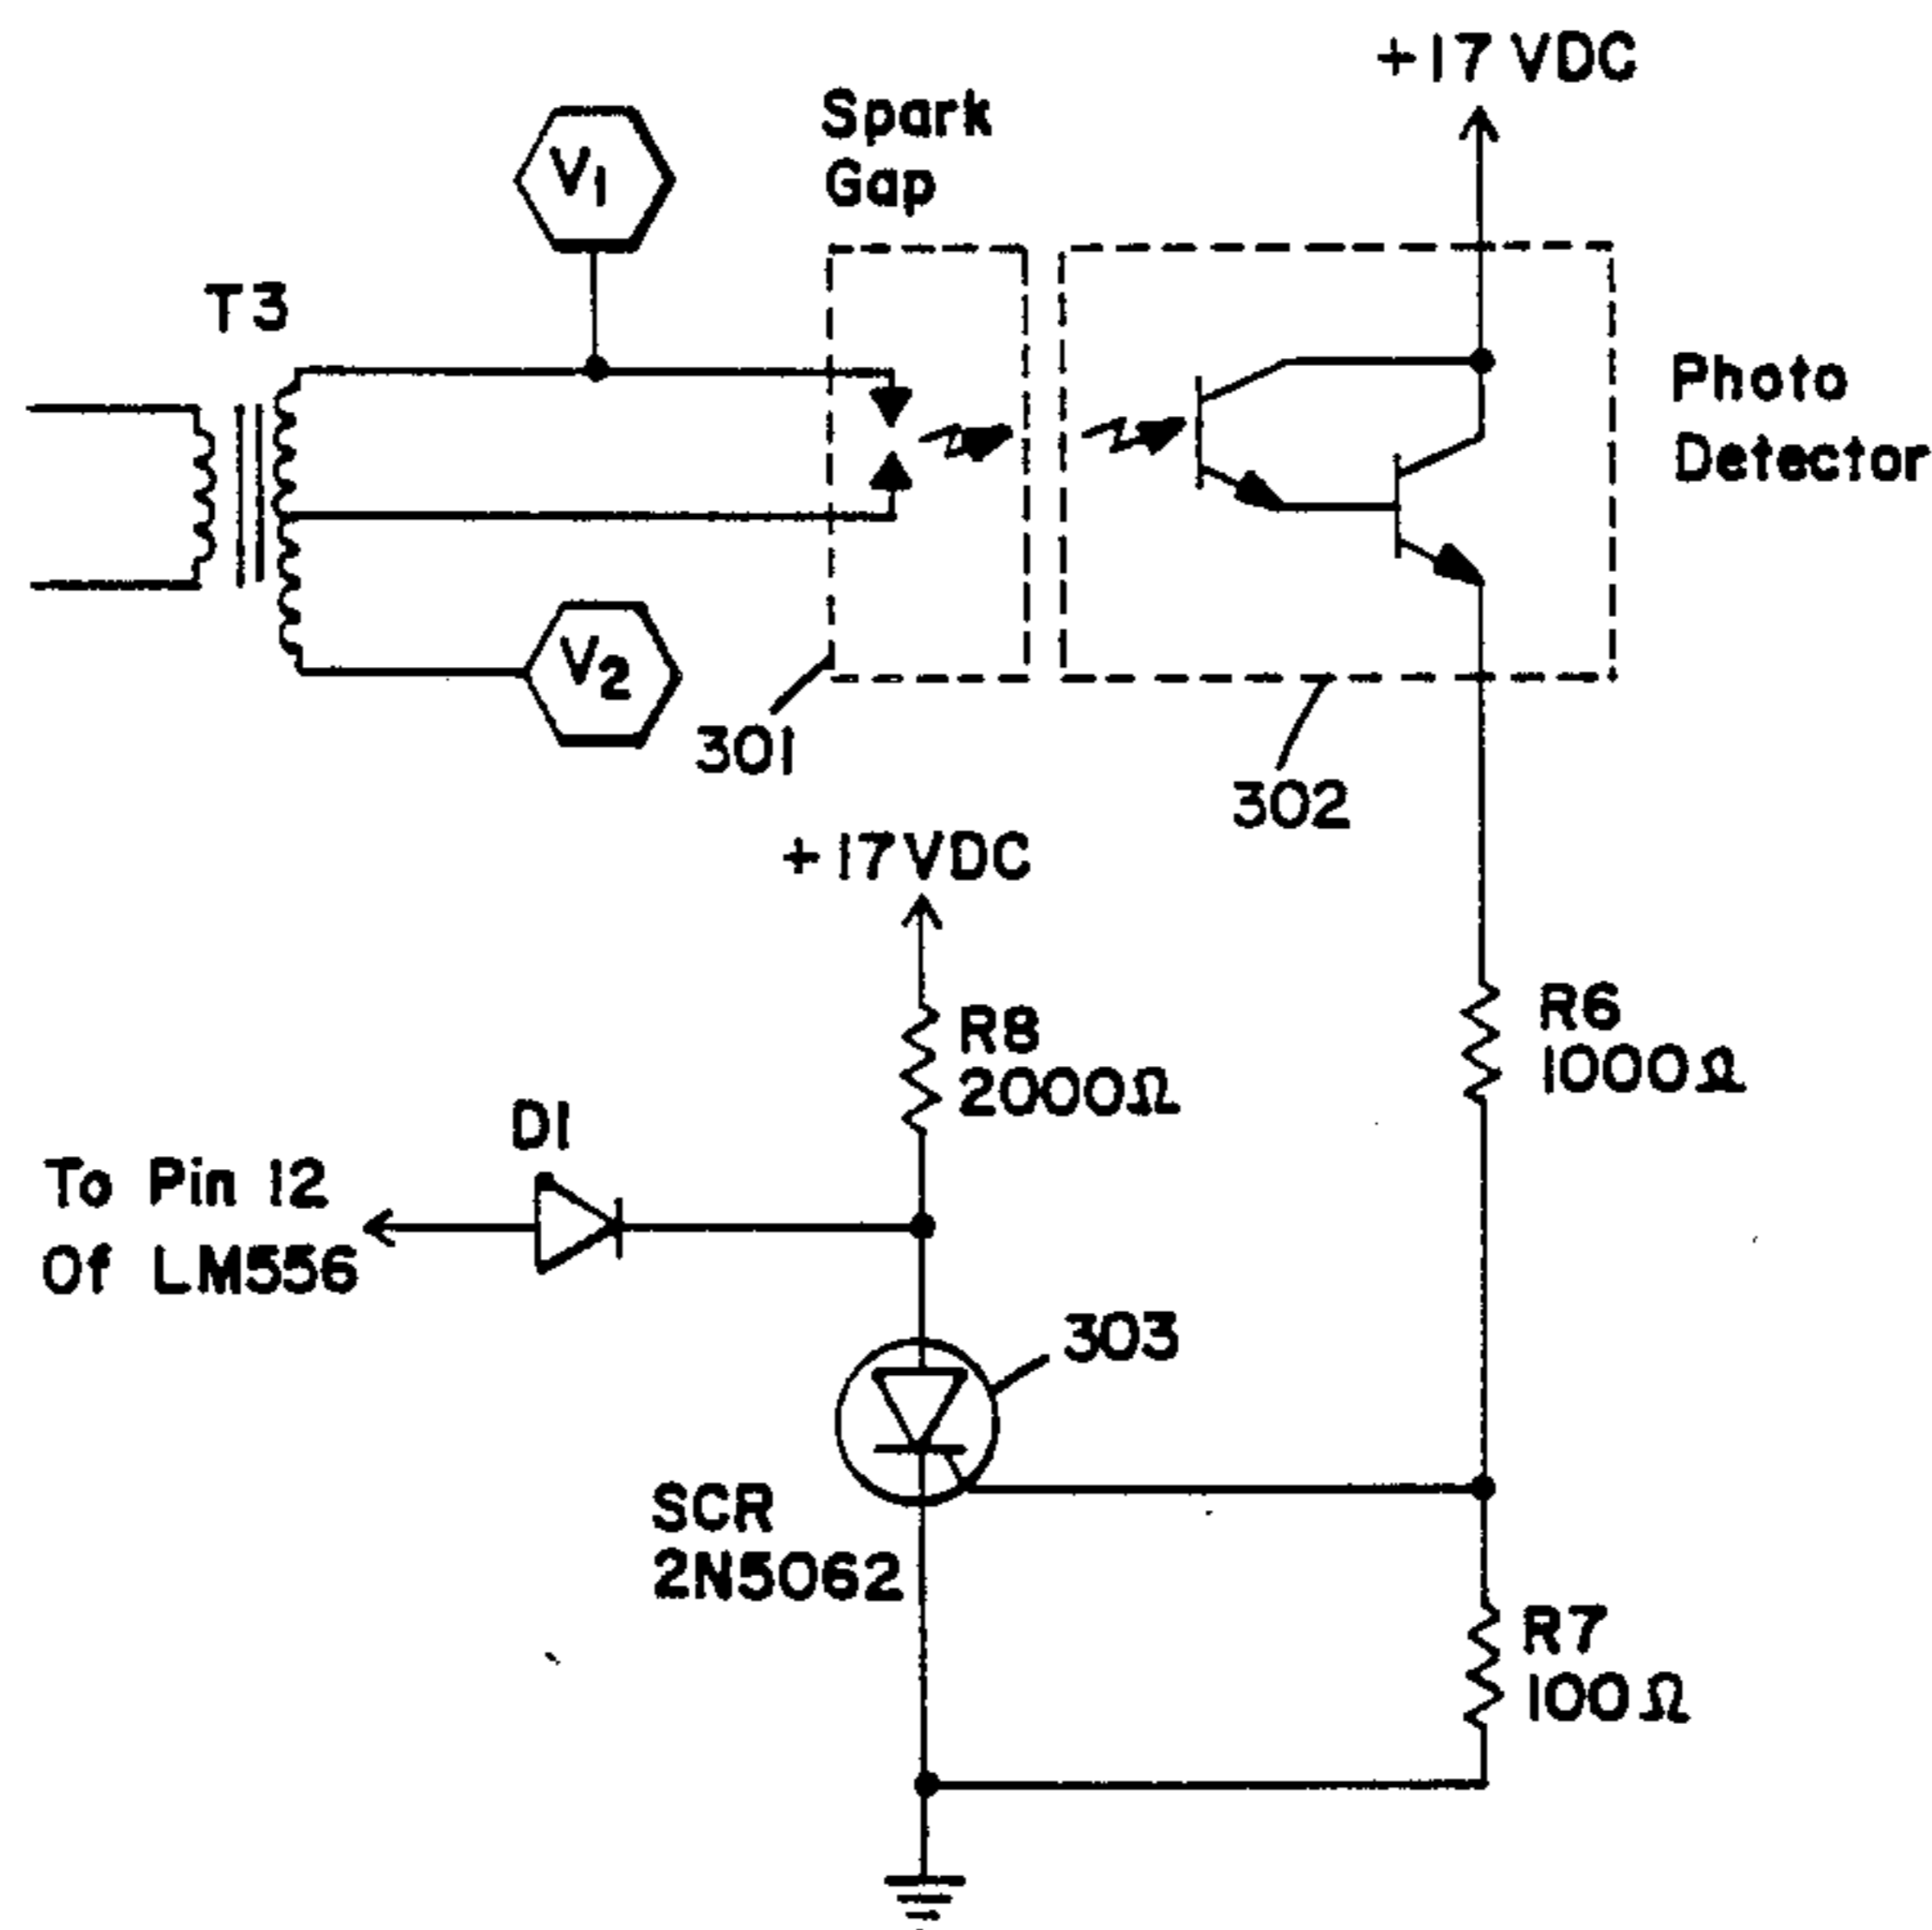 +17 VDC
Spark
Gap
V1
T3
Photo
Detector
V2
301
302
+17VDC
R8
2000Ω
R6
1000Ω
D1
To Pin 12
Of LM556
303
SCR
2N5062
R7
100Ω